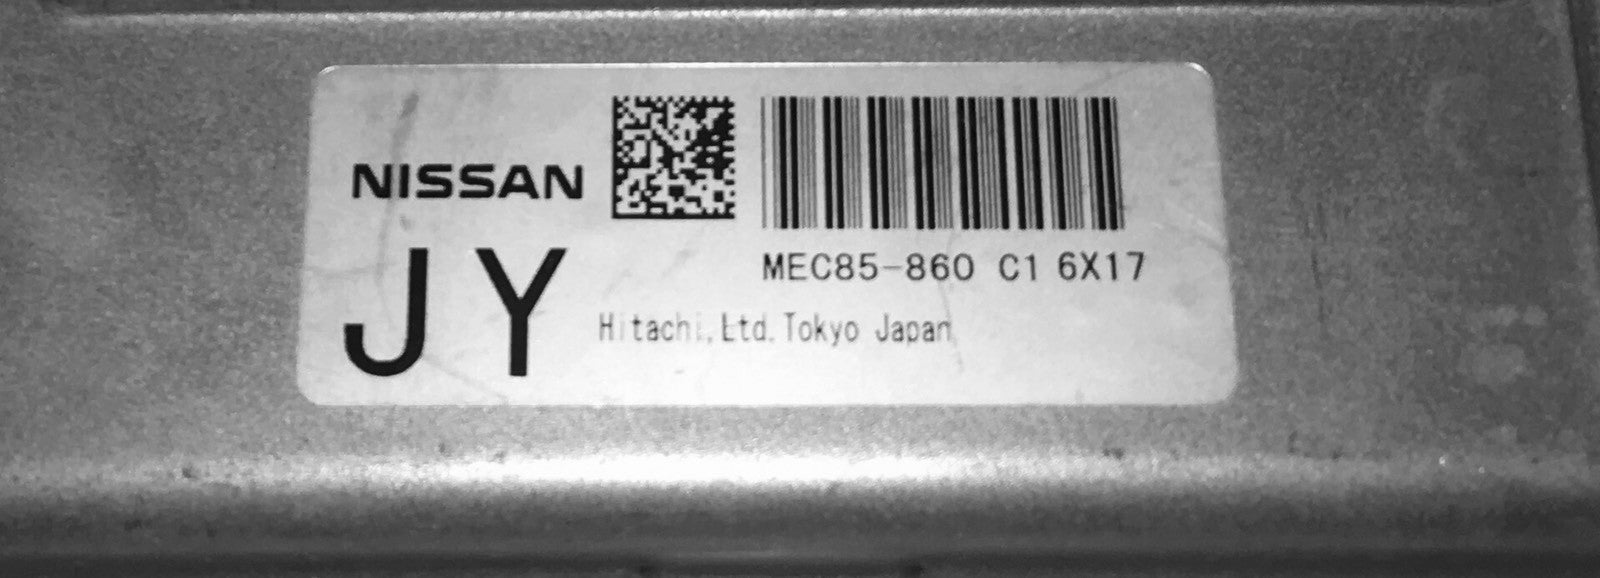 NISSAN
JY
MEC85-860 C1 6X17
Hitachi,Ltd.Tokyo Japan